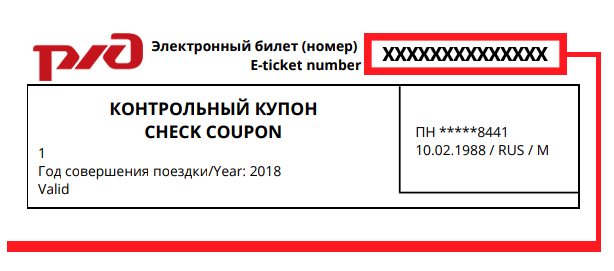 РЖД
Электронный билет (номер) XXXXXXXXXXXXXX
E-ticket number
КОНТРОЛЬНЫЙ КУПОН
CHECK COUPON
1
Год совершения поездки/Year: 2018
Valid
ПН *****8441
10.02.1988 / RUS / M